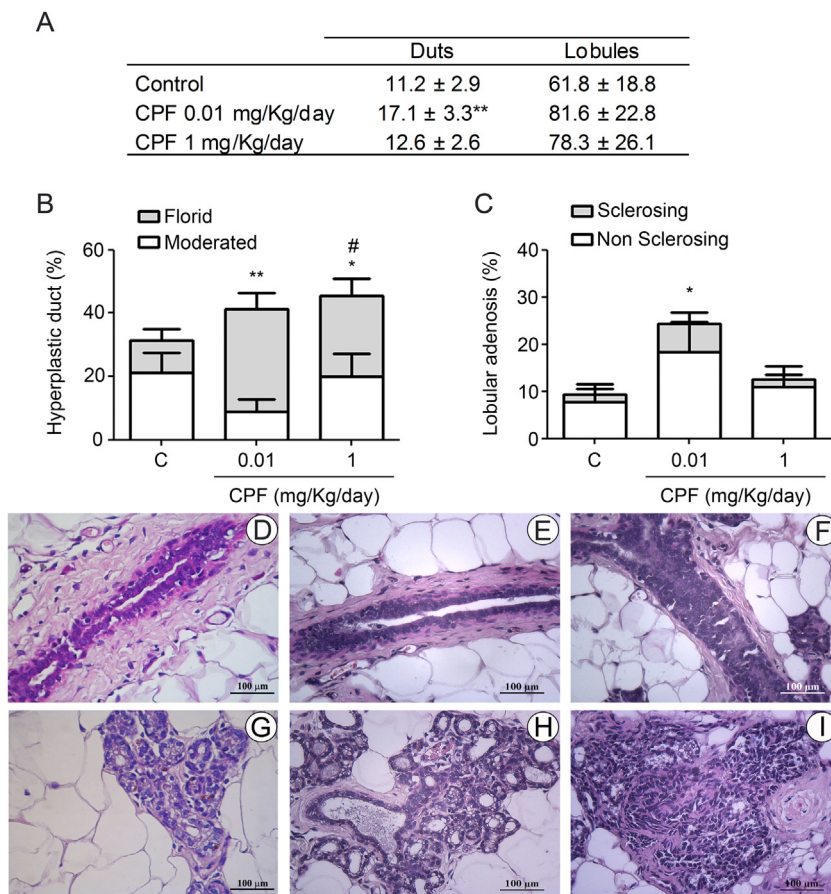 A
Duts Lobules
Control 11.2 ± 2.9 61.8 ± 18.8
CPF 0.01 mg/Kg/day 17.1 ± 3.3** 81.6 ± 22.8
CPF 1 mg/Kg/day 12.6 ± 2.6 78.3 ± 26.1
B
Florid
Moderated
Hyperplastic duct (%)
60
40
20
0
**
#
*
C 0.01 1
CPF (mg/Kg/day)
C
Sclerosing
Non Sclerosing
Lobular adenosis (%)
40
30
20
10
0
*
C 0.01 1
CPF (mg/Kg/day)
D
100 µm
E
100 µm
F
100 µm
G
100 µm
H
100 µm
I
100 µm